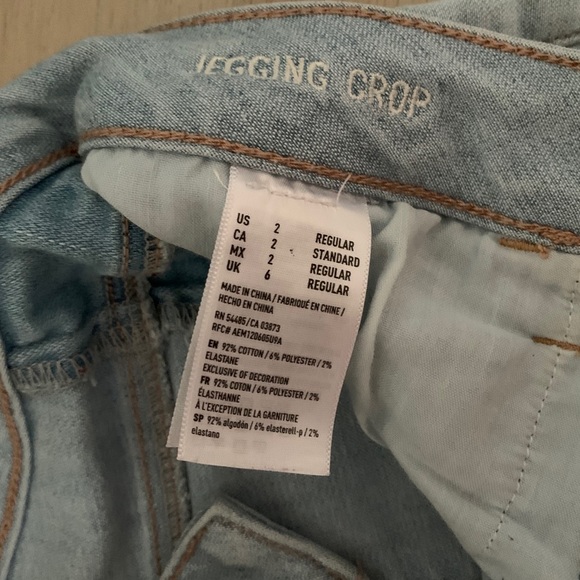 JEGGING CROP
US 2 REGULAR
CA 2 STANDARD
MX 2 REGULAR
UK 6 REGULAR
MADE IN CHINA / FABRIQUÉ EN CHINE /
HECHO EN CHINA
RN 54485/CA 03873
RFC# AEM120605U9A
EN 92% COTTON / 6% POLYESTER / 2%
ELASTANE
EXCLUSIVE OF DECORATION
FR 92% COTON / 6% POLYESTER / 2%
ÉLASTHANNE
À L'EXCEPTION DE LA GARNITURE
SP 92% algodón / 6% elasterell-p / 2%
elastano